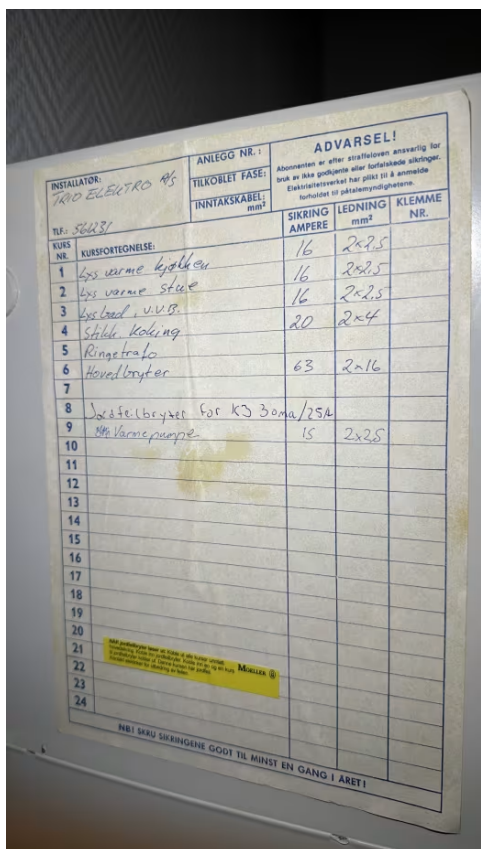 INSTALLATØR:
TRIO ELEKTRO A/S
TLF.: 561231
ANLEGG NR.:
TILKOBLET FASE:
INNTAKSKABEL: mm²
ADVARSEL!
Abonnenten er efter straffeloven ansvarlig for
bruk av ikke godkjente eller forfalskede sikringer.
Elektrisitetsverket har plikt til å anmelde
forholdet til påtalemyndighetene.
KURS NR. KURSFORTEGNELSE: SIKRING AMPERE LEDNING mm² KLEMME NR.
1 Lys varme kjøkken 16 2x2,5
2 Lys varme stue 16 2x2,5
3 Lys bad, V.V.B. 16 2x2,5
4 Stikk. Koking 20 2x4
5 Ringetrafo
6 Hovedbryter 63 2x16
7
8 Jordfeilbryter for K3 30ma/25A
9 Varmepumpe 15 2x2,5
10
11
12
13
14
15
16
17
18
19
20
21
22
23
24
MOELLER
NB! SKRU SIKRINGENE GODT TIL MINST EN GANG I ÅRET!